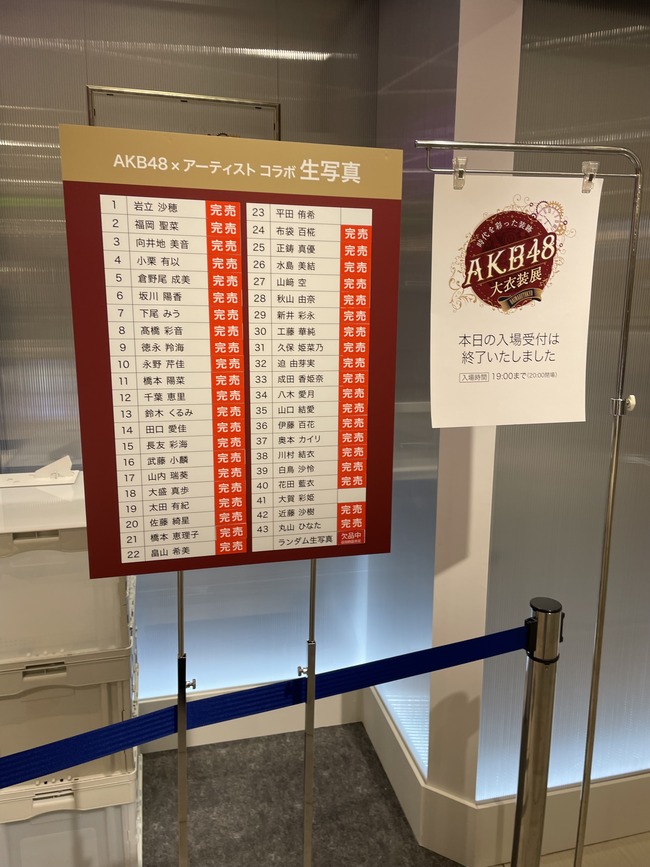 AKB48×アーティスト コラボ 生写真
1 岩立 沙穂 完売
2 福岡 聖菜 完売
3 向井地 美音 完売
4 小栗 有以 完売
5 倉野尾 成美 完売
6 坂川 陽香 完売
7 下尾 みう 完売
8 髙橋 彩音 完売
9 徳永 羚海 完売
10 永野 芹佳 完売
11 橋本 陽菜 完売
12 千葉 恵里 完売
13 鈴木 くるみ 完売
14 田口 愛佳 完売
15 長友 彩海 完売
16 武藤 小麟 完売
17 山内 瑞葵 完売
18 大盛 真歩 完売
19 太田 有紀 完売
20 佐藤 綺星 完売
21 橋本 恵理子 完売
22 畠山 希美 完売
23 平田 侑希
24 布袋 百椛 完売
25 正鋳 真優 完売
26 水島 美結 完売
27 山﨑 空 完売
28 秋山 由奈 完売
29 新井 彩永 完売
30 工藤 華純 完売
31 久保 姫菜乃 完売
32 迫 由芽実 完売
33 成田 香姫奈 完売
34 八木 愛月 完売
35 山口 結愛 完売
36 伊藤 百花 完売
37 奥本 カイリ 完売
38 川村 結衣 完売
39 白鳥 沙怜 完売
40 花田 藍衣 完売
41 大賀 彩姫
42 近藤 沙樹 完売
43 丸山 ひなた 完売
ランダム生写真 欠品中
時代を彩った装跡
AKB48
大衣装展
本日の入場受付は
終了いたしました
入場時間 19:00まで(20:00閉場)